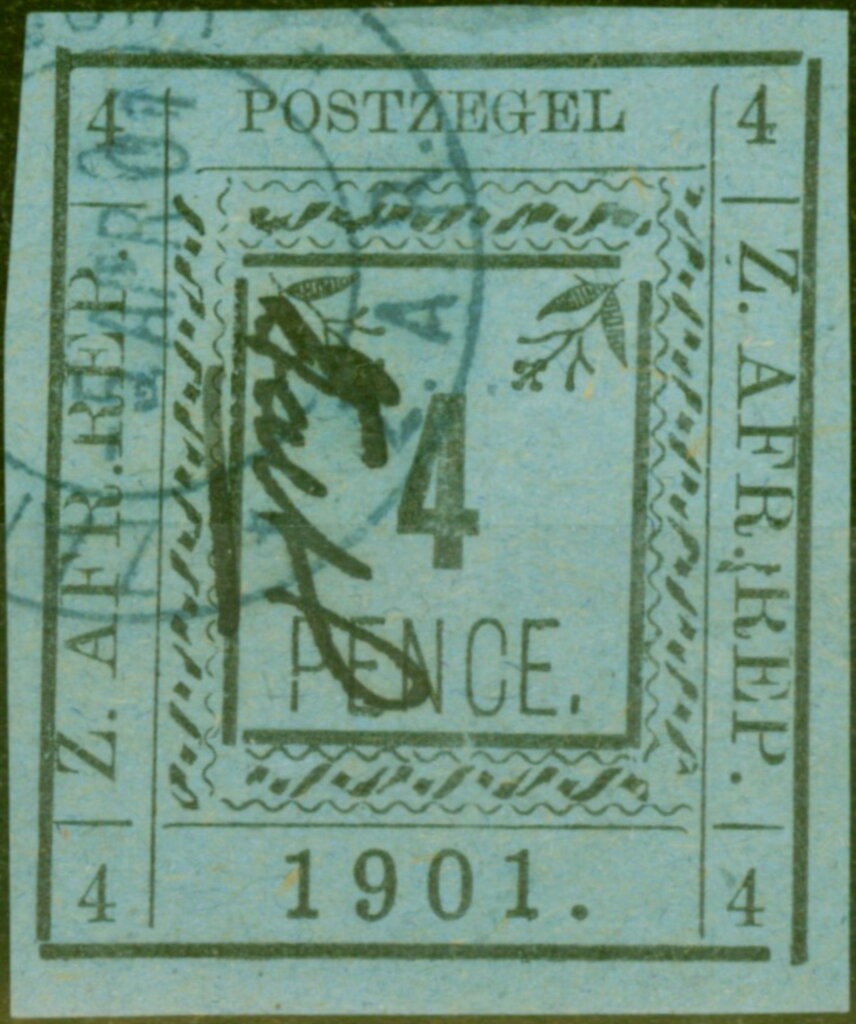 4 POSTZEGEL 4
Z. AFR. REP.
Z. AFR. REP.
4
PENCE.
4 1901. 4
Z.A.R.